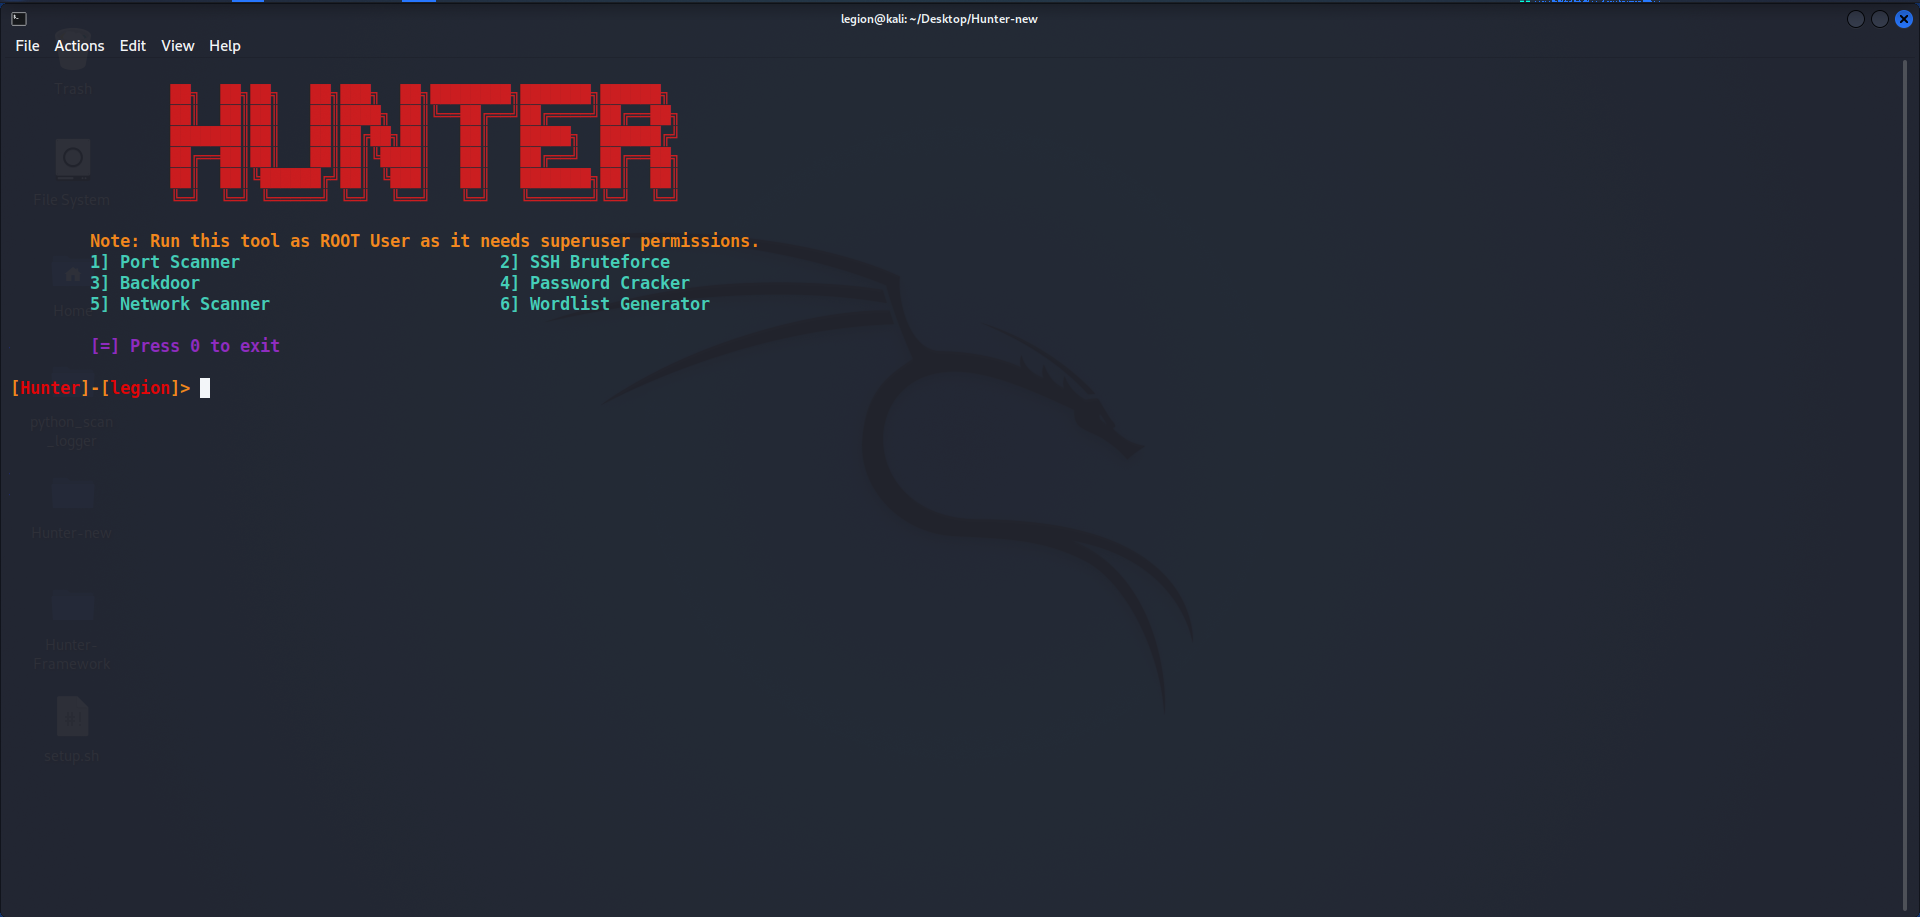 legion@kali: ~/Desktop/Hunter-new
File Actions Edit View Help
HUNTER
Note: Run this tool as ROOT User as it needs superuser permissions.
1] Port Scanner 2] SSH Bruteforce
3] Backdoor 4] Password Cracker
5] Network Scanner 6] Wordlist Generator
[=] Press 0 to exit
[Hunter]-[legion]>
Trash
File System
Home
python_scan
_logger
Hunter-new
Hunter-
Framework
setup.sh